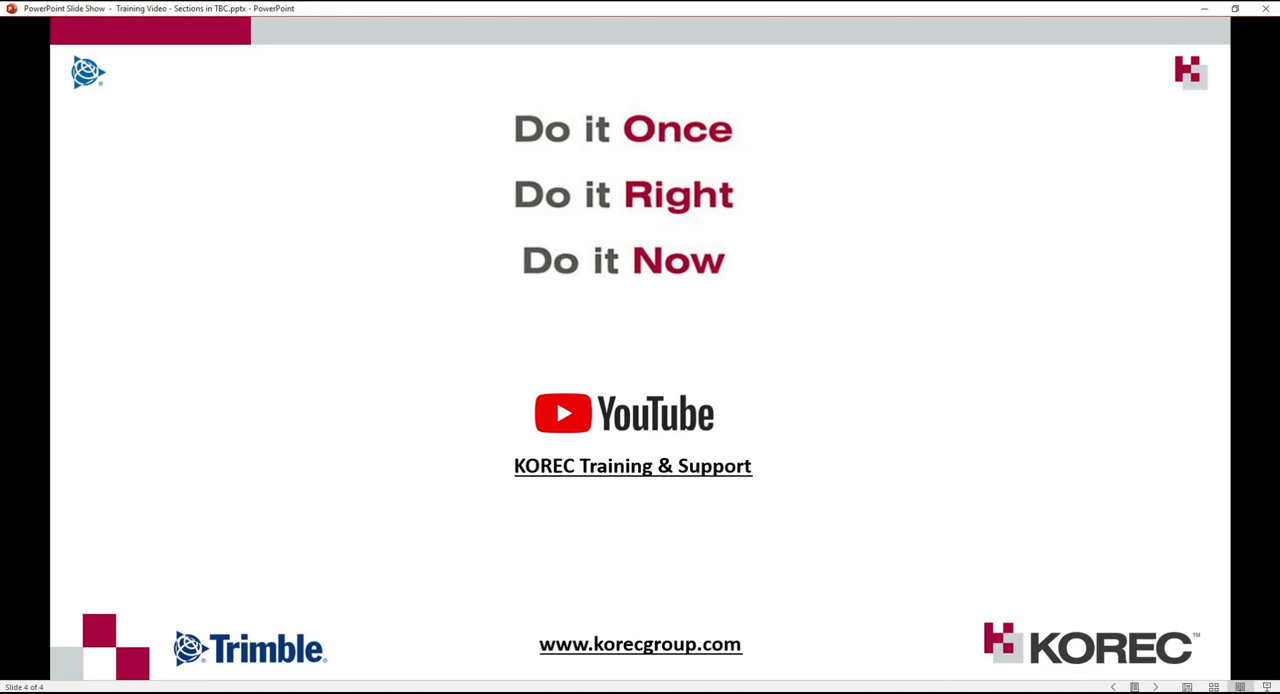 PowerPoint Slide Show - Training Video - Sections in TBC.pptx - PowerPoint
Do it Once
Do it Right
Do it Now
YouTube
KOREC Training & Support
Trimble®
www.korecgroup.com
KOREC™
Slide 4 of 4